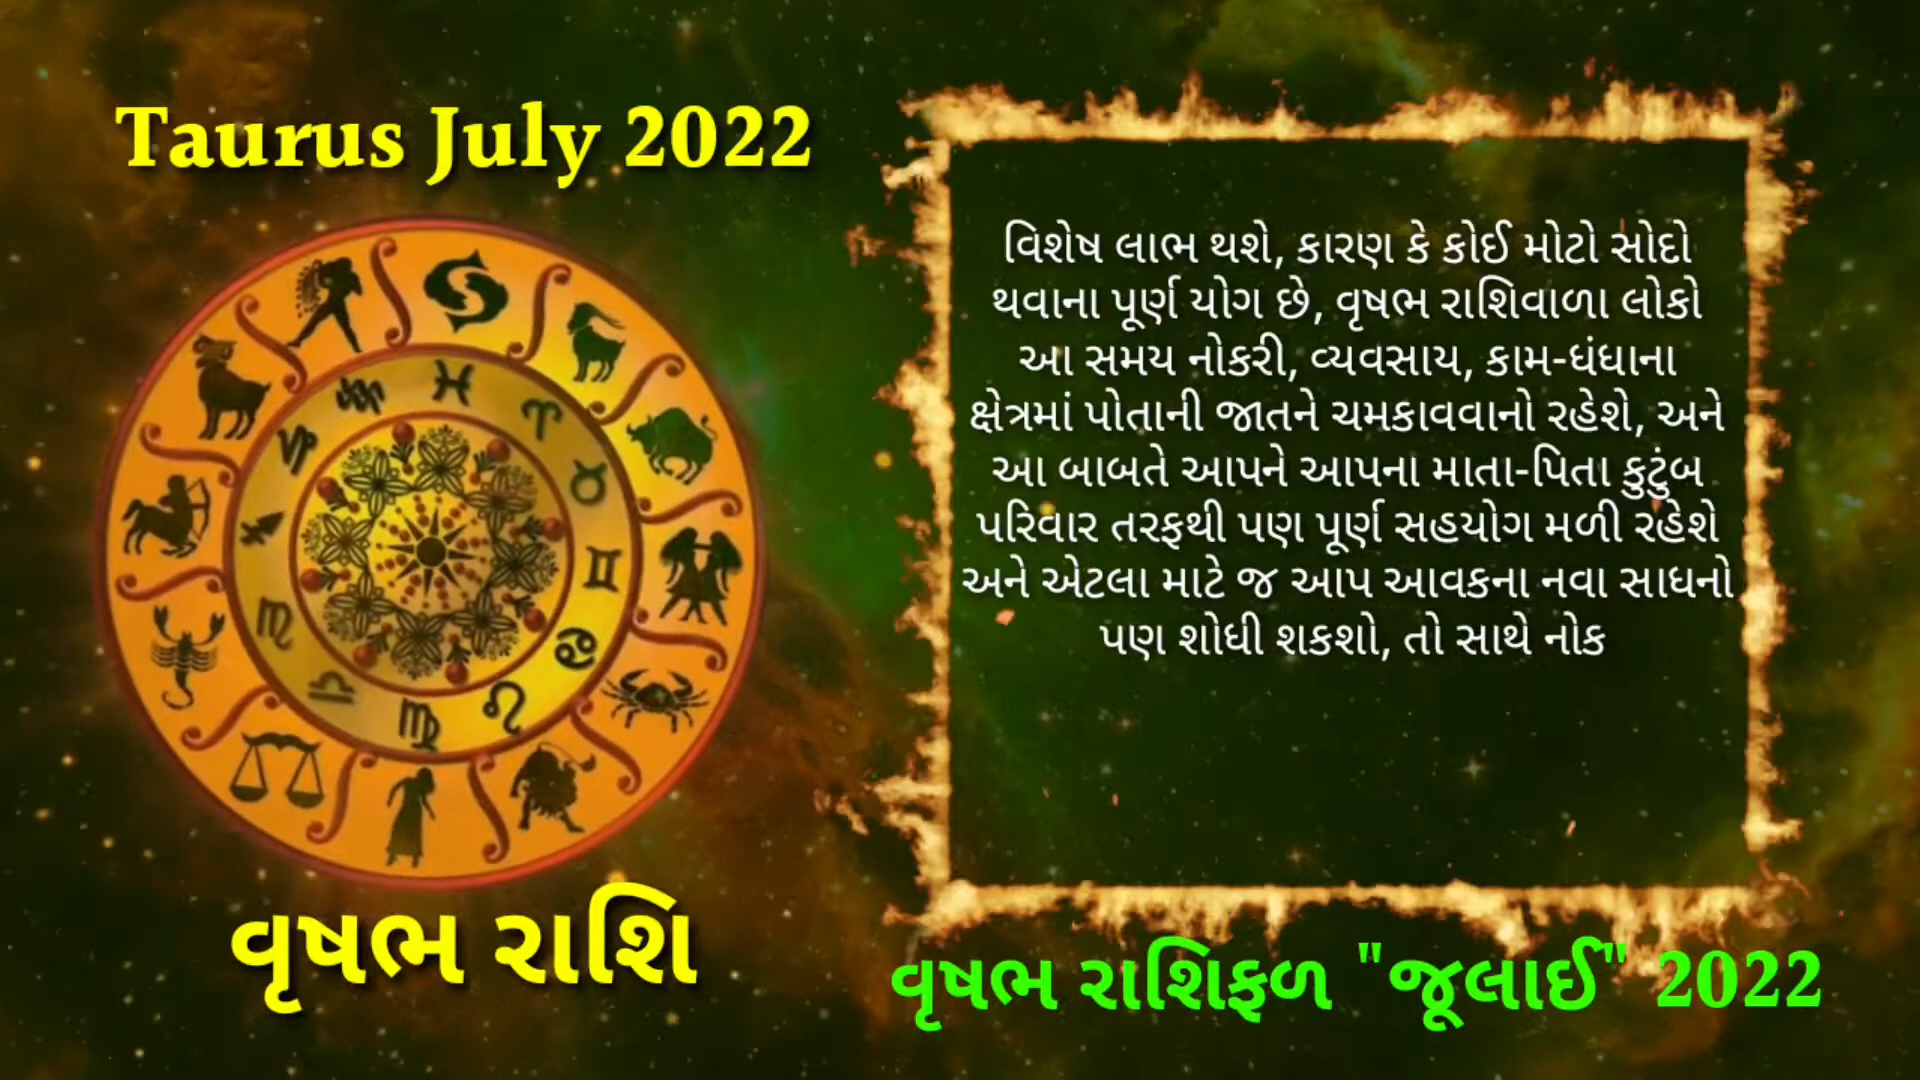 Taurus July 2022
વિશેષ લાભ થશે, કારણ કે કોઈ મોટો સોદો
થવાના પૂર્ણ યોગ છે, વૃષભ રાશિવાળા લોકો
આ સમય નોકરી, વ્યવસાય, કામ-ધંધાના
ક્ષેત્રમાં પોતાની જાતને ચમકાવવાનો રહેશે, અને
આ બાબતે આપને આપના માતા-પિતા કુટુંબ
પરિવાર તરફથી પણ પૂર્ણ સહયોગ મળી રહેશે
અને એટલા માટે જ આપ આવકના નવા સાધનો
પણ શોધી શકશો, તો સાથે નોક
વૃષભ રાશિ
વૃષભ રાશિફળ "જૂલાઈ" 2022